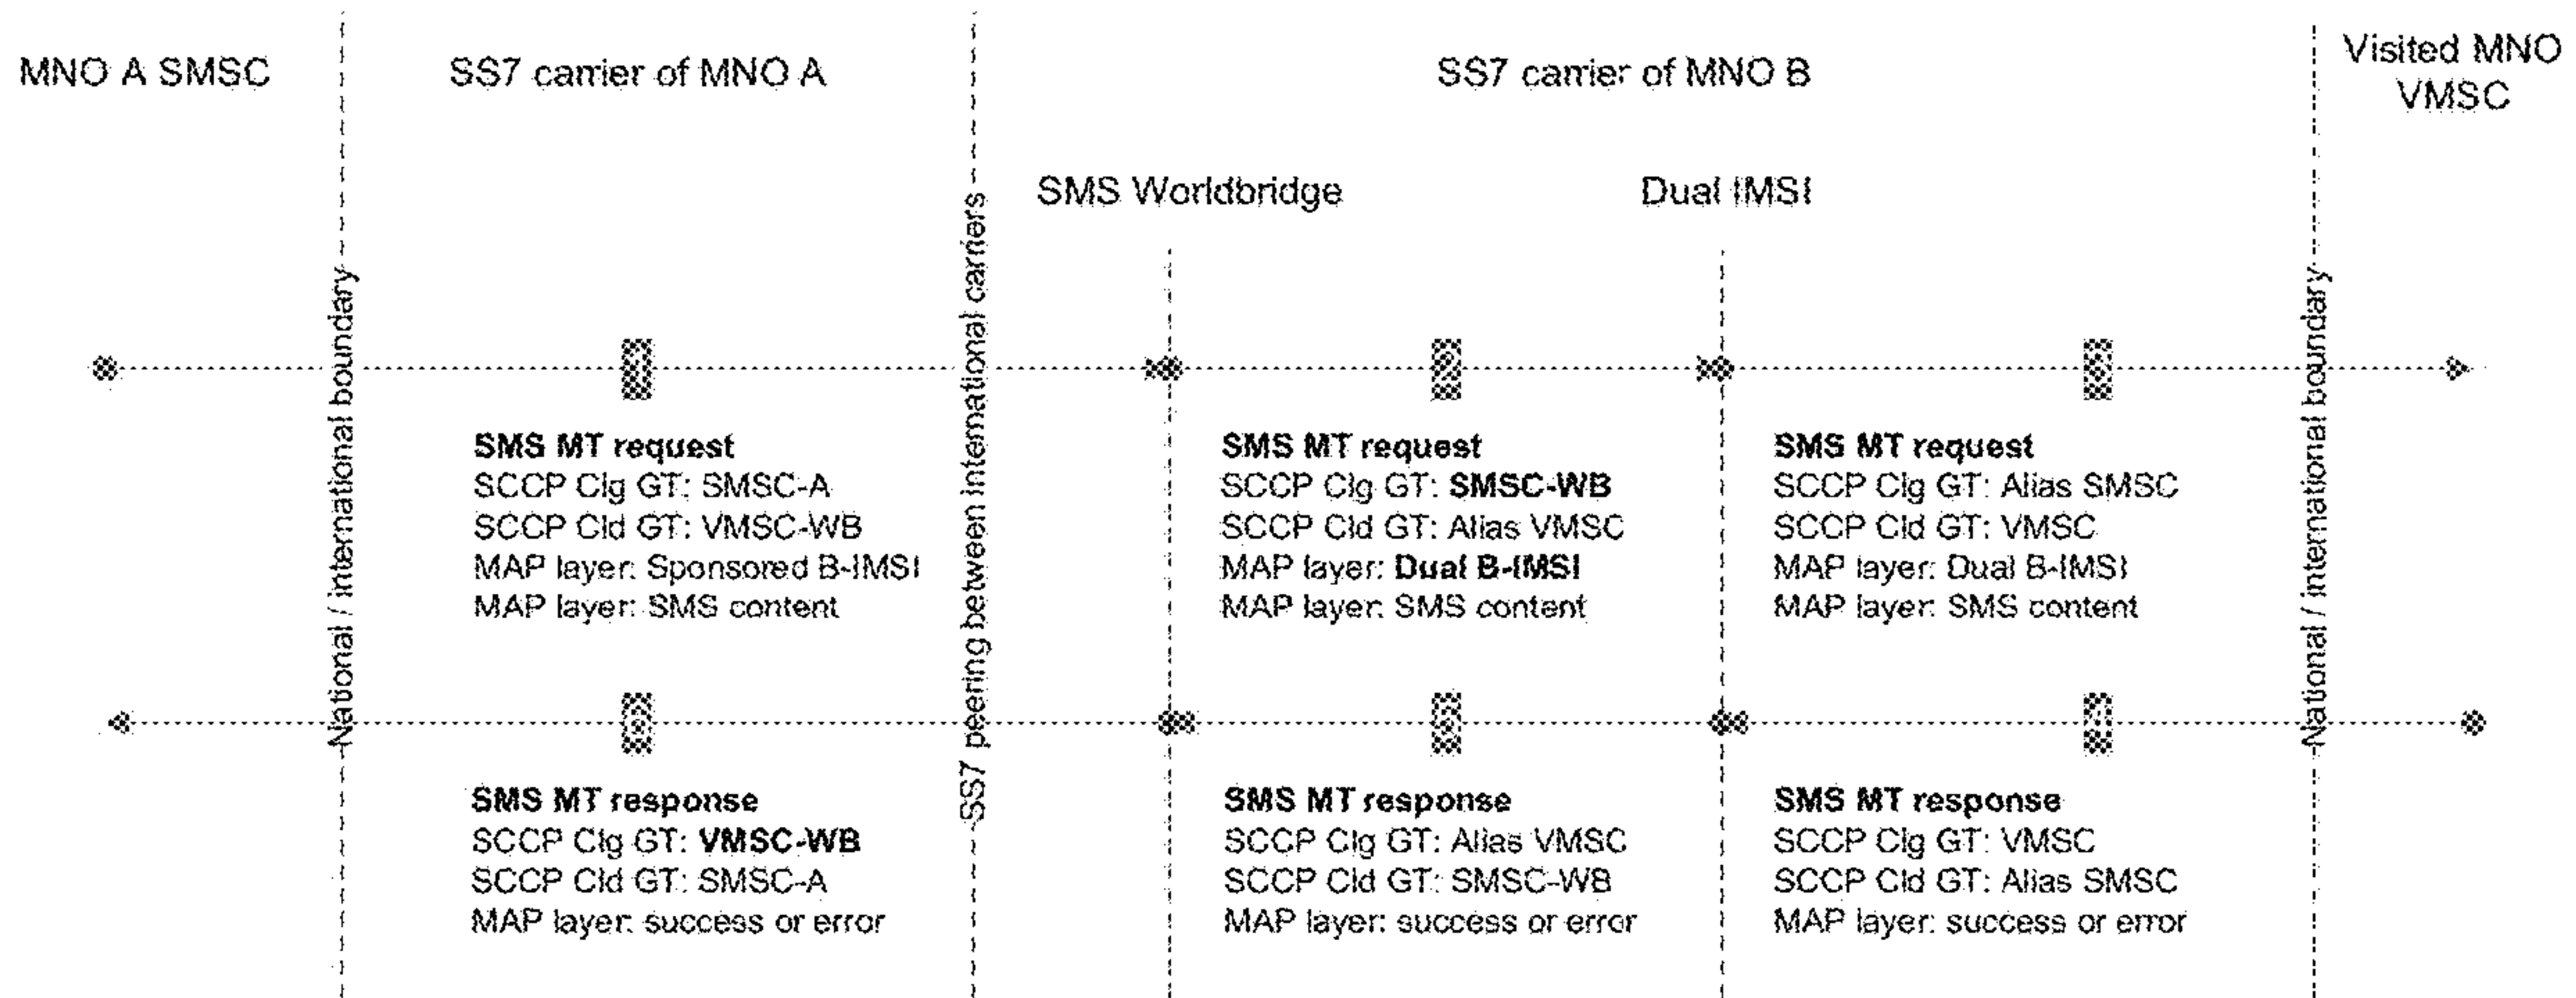 MNO A SMSC
SS7 carrier of MNO A
SS7 carrier of MNO B
Visited MNO
VMSC
SMS Worldbridge
Dual IMSI
National / international boundary
SS7 peering between international carriers
National / international boundary
SMS MT request
SCCP Clg GT: SMSC-A
SCCP Cld GT: VMSC-WB
MAP layer: Sponsored B-IMSI
MAP layer: SMS content
2
SMS MT request
SCCP Clg GT: SMSC-WB
SCCP Cld GT: Alias VMSC
MAP layer: Dual B-IMSI
MAP layer: SMS content
SMS MT request
SCCP Clg GT: Alias SMSC
SCCP Cld GT: VMSC
MAP layer: Dual B-IMSI
MAP layer: SMS content
SMS MT response
SCCP Clg GT: VMSC-WB
SCCP Cld GT: SMSC-A
MAP layer: success or error
SMS MT response
SCCP Clg GT: Alias VMSC
SCCP Cld GT: SMSC-WB
MAP layer: success or error
4
SMS MT response
SCCP Clg GT: VMSC
SCCP Cld GT: Alias SMSC
MAP layer: success or error